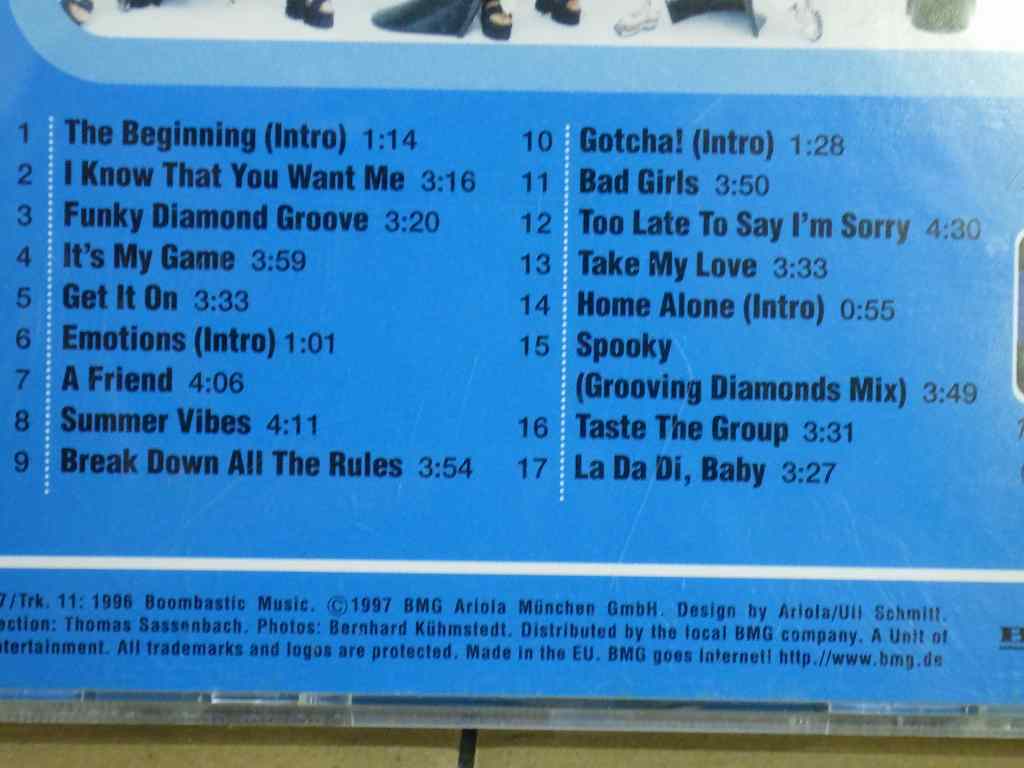 1 The Beginning (Intro) 1:14
2 I Know That You Want Me 3:16
3 Funky Diamond Groove 3:20
4 It's My Game 3:59
5 Get It On 3:33
6 Emotions (Intro) 1:01
7 A Friend 4:06
8 Summer Vibes 4:11
9 Break Down All The Rules 3:54
10 Gotcha! (Intro) 1:28
11 Bad Girls 3:50
12 Too Late To Say I'm Sorry 4:30
13 Take My Love 3:33
14 Home Alone (Intro) 0:55
15 Spooky
(Grooving Diamonds Mix) 3:49
16 Taste The Group 3:31
17 La Da Di, Baby 3:27
7/Trk. 11: 1996 Boombastic Music. ©1997 BMG Ariola München GmbH. Design by Ariola/Uli Schmitt.
ection: Thomas Sassenbach. Photos: Bernhard Kühmstedt. Distributed by the local BMG company. A Unit of
tertainment. All trademarks and logos are protected. Made in the EU. BMG goes Internet! http.//www.bmg.de